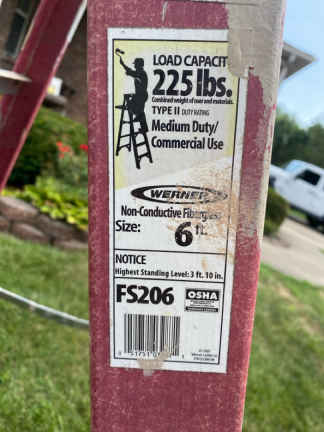 LOAD CAPACIT
225 lbs.
Combined weight of user and materials.
TYPE II DUTY RATING
Medium Duty/
Commercial Use
WERNER
Non-Conductive Fiberglass
Size: 6 ft.
NOTICE
Highest Standing Level: 3 ft. 10 in.
FS206
OSHA